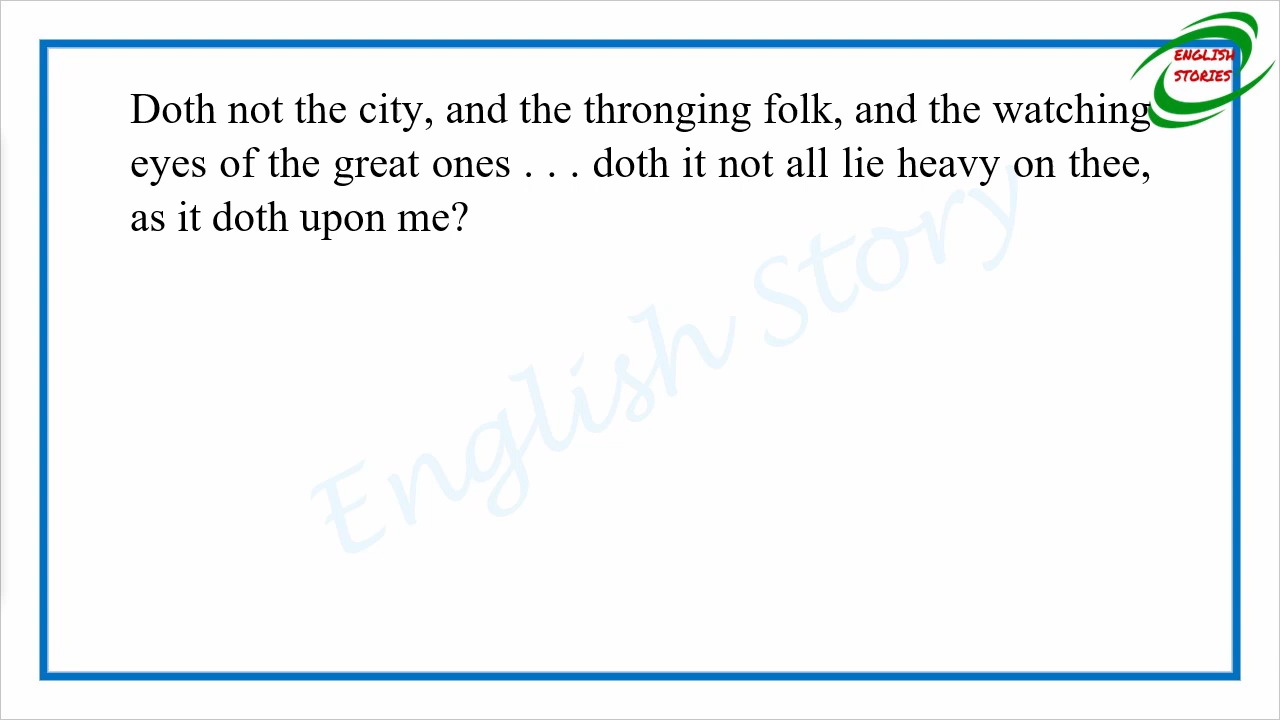 ENGLISH
STORIES
Doth not the city, and the thronging folk, and the watching
eyes of the great ones . . . doth it not all lie heavy on thee,
as it doth upon me?
English Story